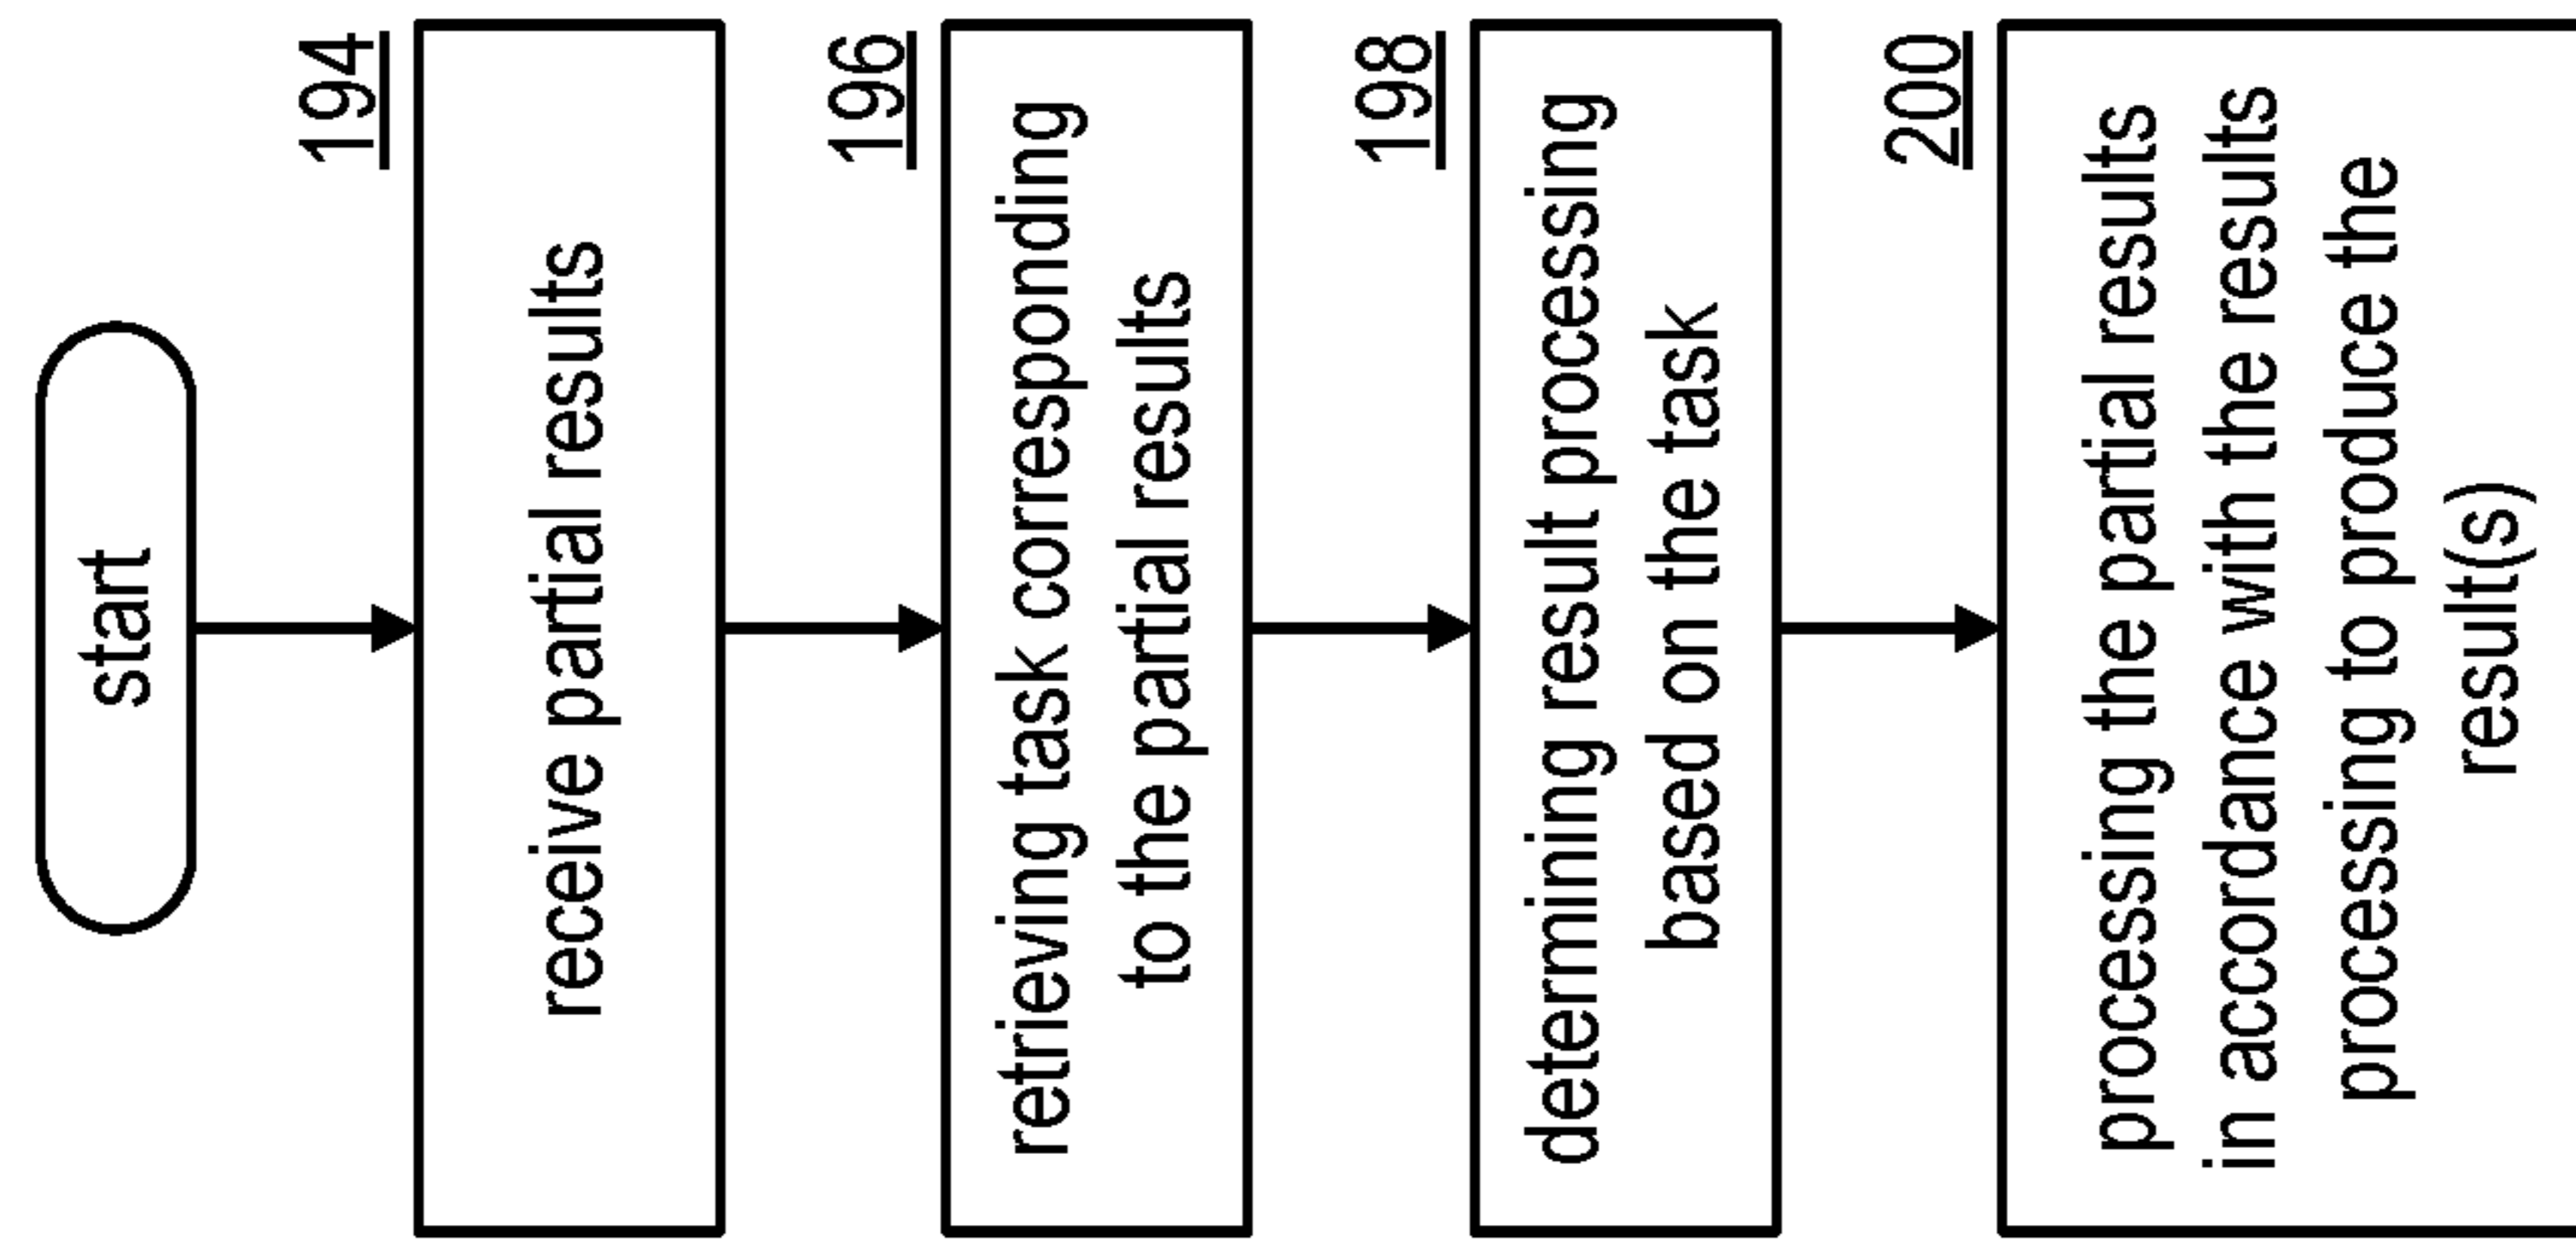 start
194
receive partial results
196
retrieving task corresponding
to the partial results
198
determining result processing
based on the task
200
processing the partial results
in accordance with the results
processing to produce the
result(s)